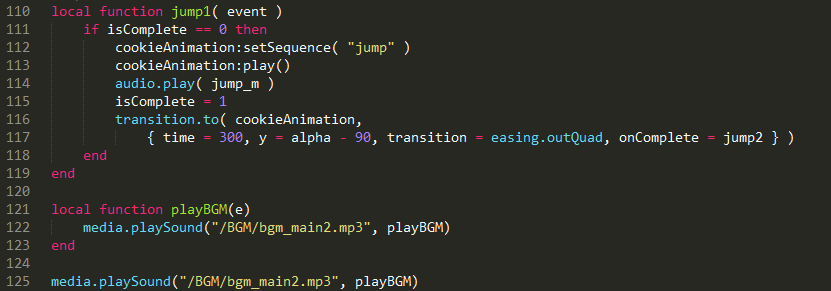 110 local function jump1( event )
111     if isComplete == 0 then
112         cookieAnimation:setSequence( "jump" )
113         cookieAnimation:play()
114         audio.play( jump_m )
115         isComplete = 1
116         transition.to( cookieAnimation,
117             { time = 300, y = alpha - 90, transition = easing.outQuad, onComplete = jump2 } )
118     end
119 end
120
121 local function playBGM(e)
122     media.playSound("/BGM/bgm_main2.mp3", playBGM)
123 end
124
125 media.playSound("/BGM/bgm_main2.mp3", playBGM)